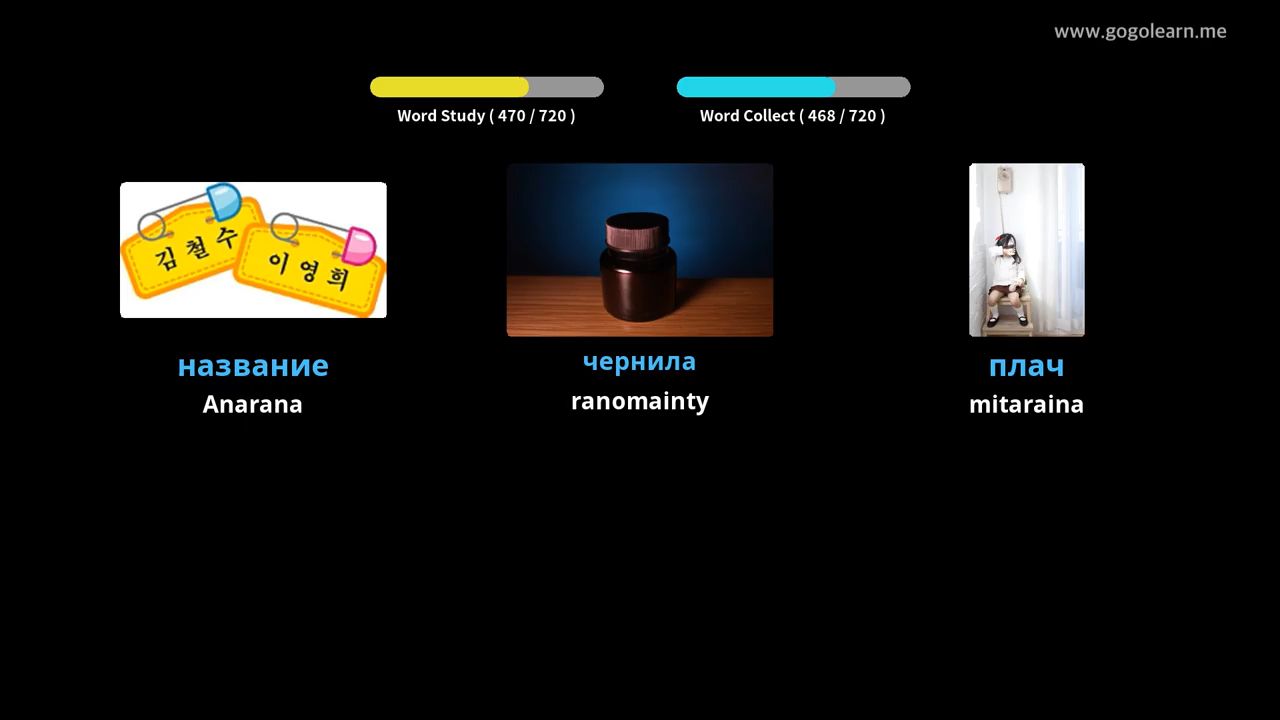 www.gogolearn.me
Word Study ( 470 / 720 )
Word Collect ( 468 / 720 )
김철수
이영희
название
Anarana
чернила
ranomainty
плач
mitaraina